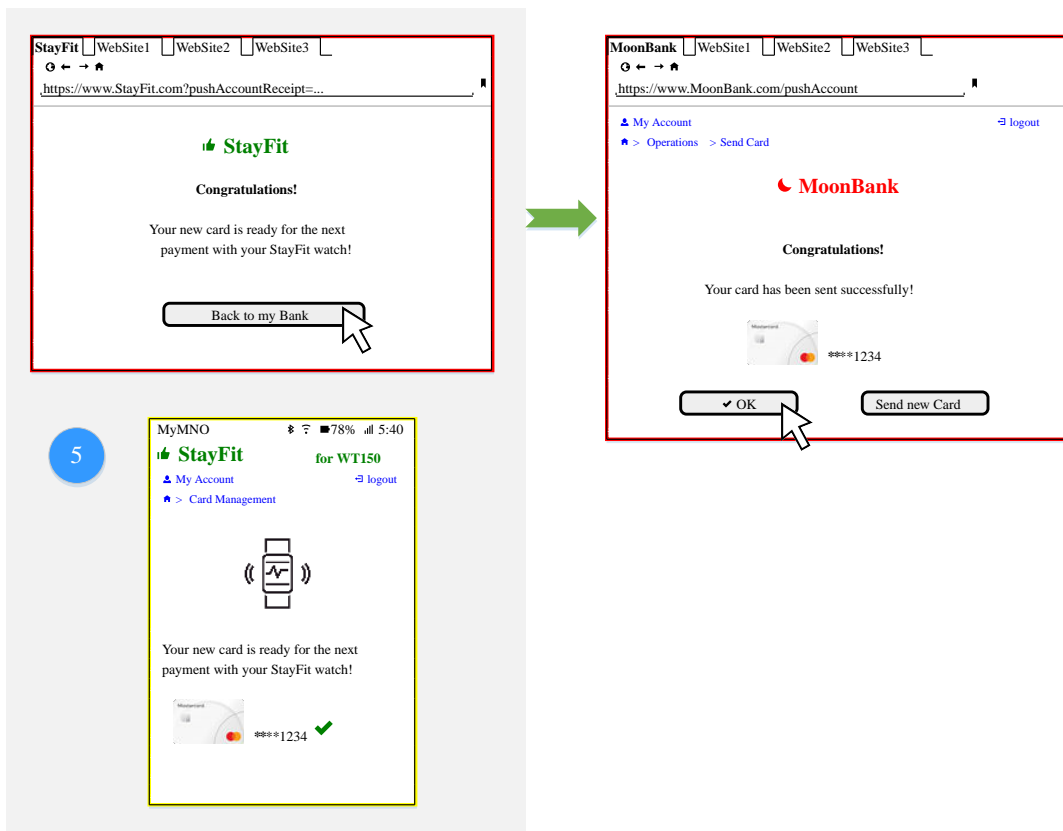 StayFit WebSite1 WebSite2 WebSite3
https://www.StayFit.com?pushAccountReceipt=...
StayFit
Congratulations!
Your new card is ready for the next
payment with your StayFit watch!
Back to my Bank
5
MyMNO 78% 5:40
StayFit for WT150
My Account logout
> Card Management
Your new card is ready for the next
payment with your StayFit watch!
Mastercard
****1234
MoonBank WebSite1 WebSite2 WebSite3
https://www.MoonBank.com/pushAccount
My Account logout
> Operations > Send Card
MoonBank
Congratulations!
Your card has been sent successfully!
Mastercard
****1234
OK Send new Card